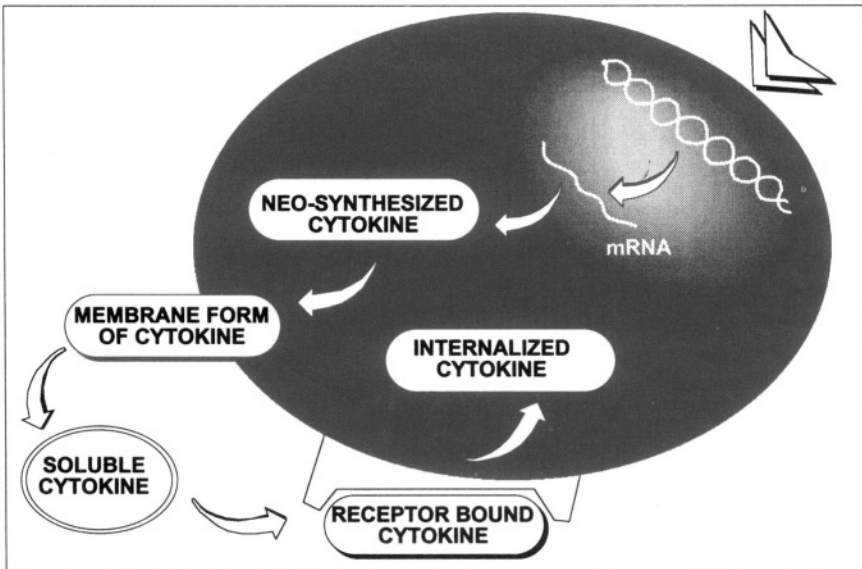 mRNA
NEO-SYNTHESIZED
CYTOKINE
MEMBRANE FORM
OF CYTOKINE
INTERNALIZED
CYTOKINE
SOLUBLE
CYTOKINE
RECEPTOR BOUND
CYTOKINE